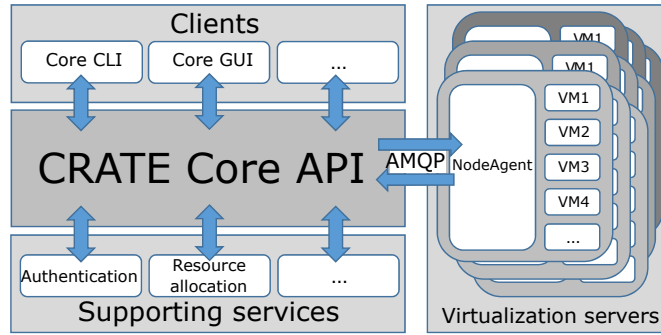 Clients
Core CLI
Core GUI
...
CRATE Core API
Authentication
Resource
allocation
...
Supporting services
AMQP
VM1
VM1
NodeAgent
VM1
VM2
VM3
VM4
...
Virtualization servers